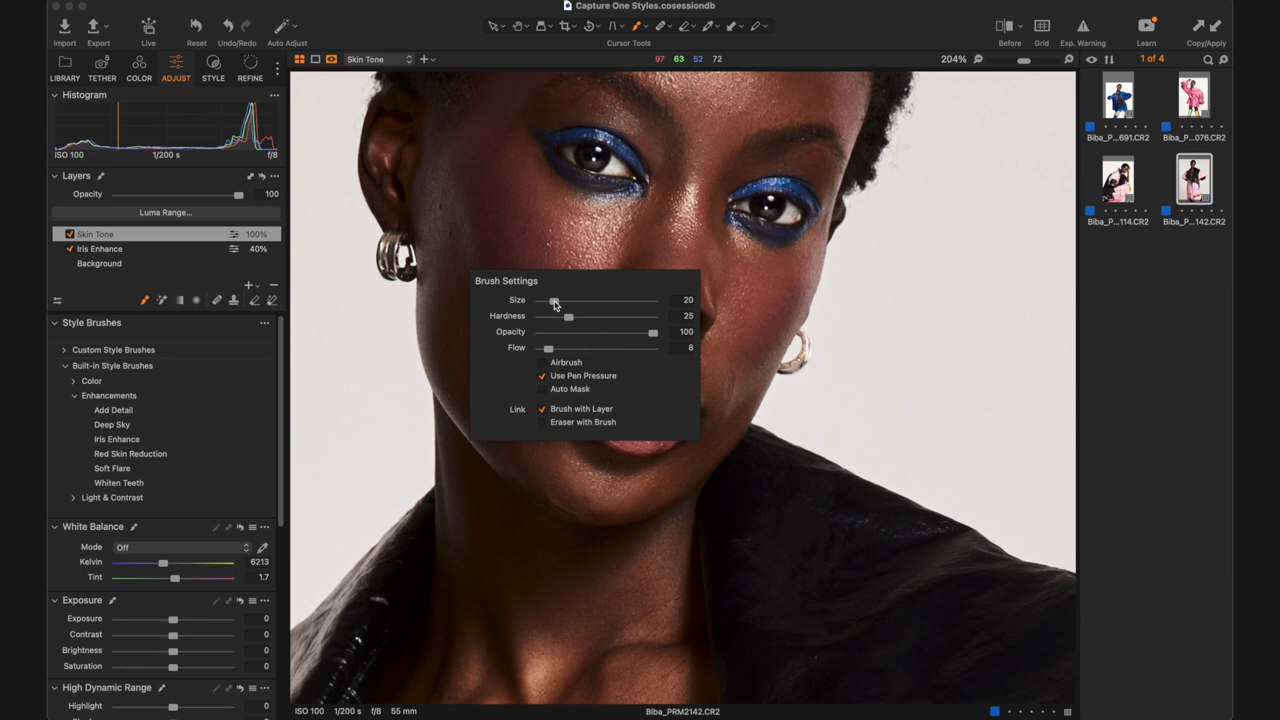 Capture One Styles.cosessiondb
Import
Export
Live
Reset
Undo/Redo
Auto Adjust
Cursor Tools
Before
Grid
Exp. Warning
Learn
Copy/Apply
LIBRARY
TETHER
COLOR
ADJUST
STYLE
REFINE
Skin Tone
97 63 52 72
204%
1 of 4
Histogram
ISO 100
1/200 s
f/8
Layers
Opacity 100
Luma Range...
Skin Tone 100%
Iris Enhance 40%
Background
Style Brushes
Custom Style Brushes
Built-in Style Brushes
Color
Enhancements
Add Detail
Deep Sky
Iris Enhance
Red Skin Reduction
Soft Flare
Whiten Teeth
Light & Contrast
White Balance
Mode Off
Kelvin 6213
Tint 1.7
Exposure
Exposure 0
Contrast 0
Brightness 0
Saturation 0
High Dynamic Range
Highlight 0
Brush Settings
Size 20
Hardness 25
Opacity 100
Flow 8
Airbrush
Use Pen Pressure
Auto Mask
Link Brush with Layer
Eraser with Brush
Biba_P...691.CR2
Biba_P...076.CR2
Biba_P...114.CR2
Biba_P...142.CR2
ISO 100 1/200 s f/8 55 mm
Biba_PRM2142.CR2